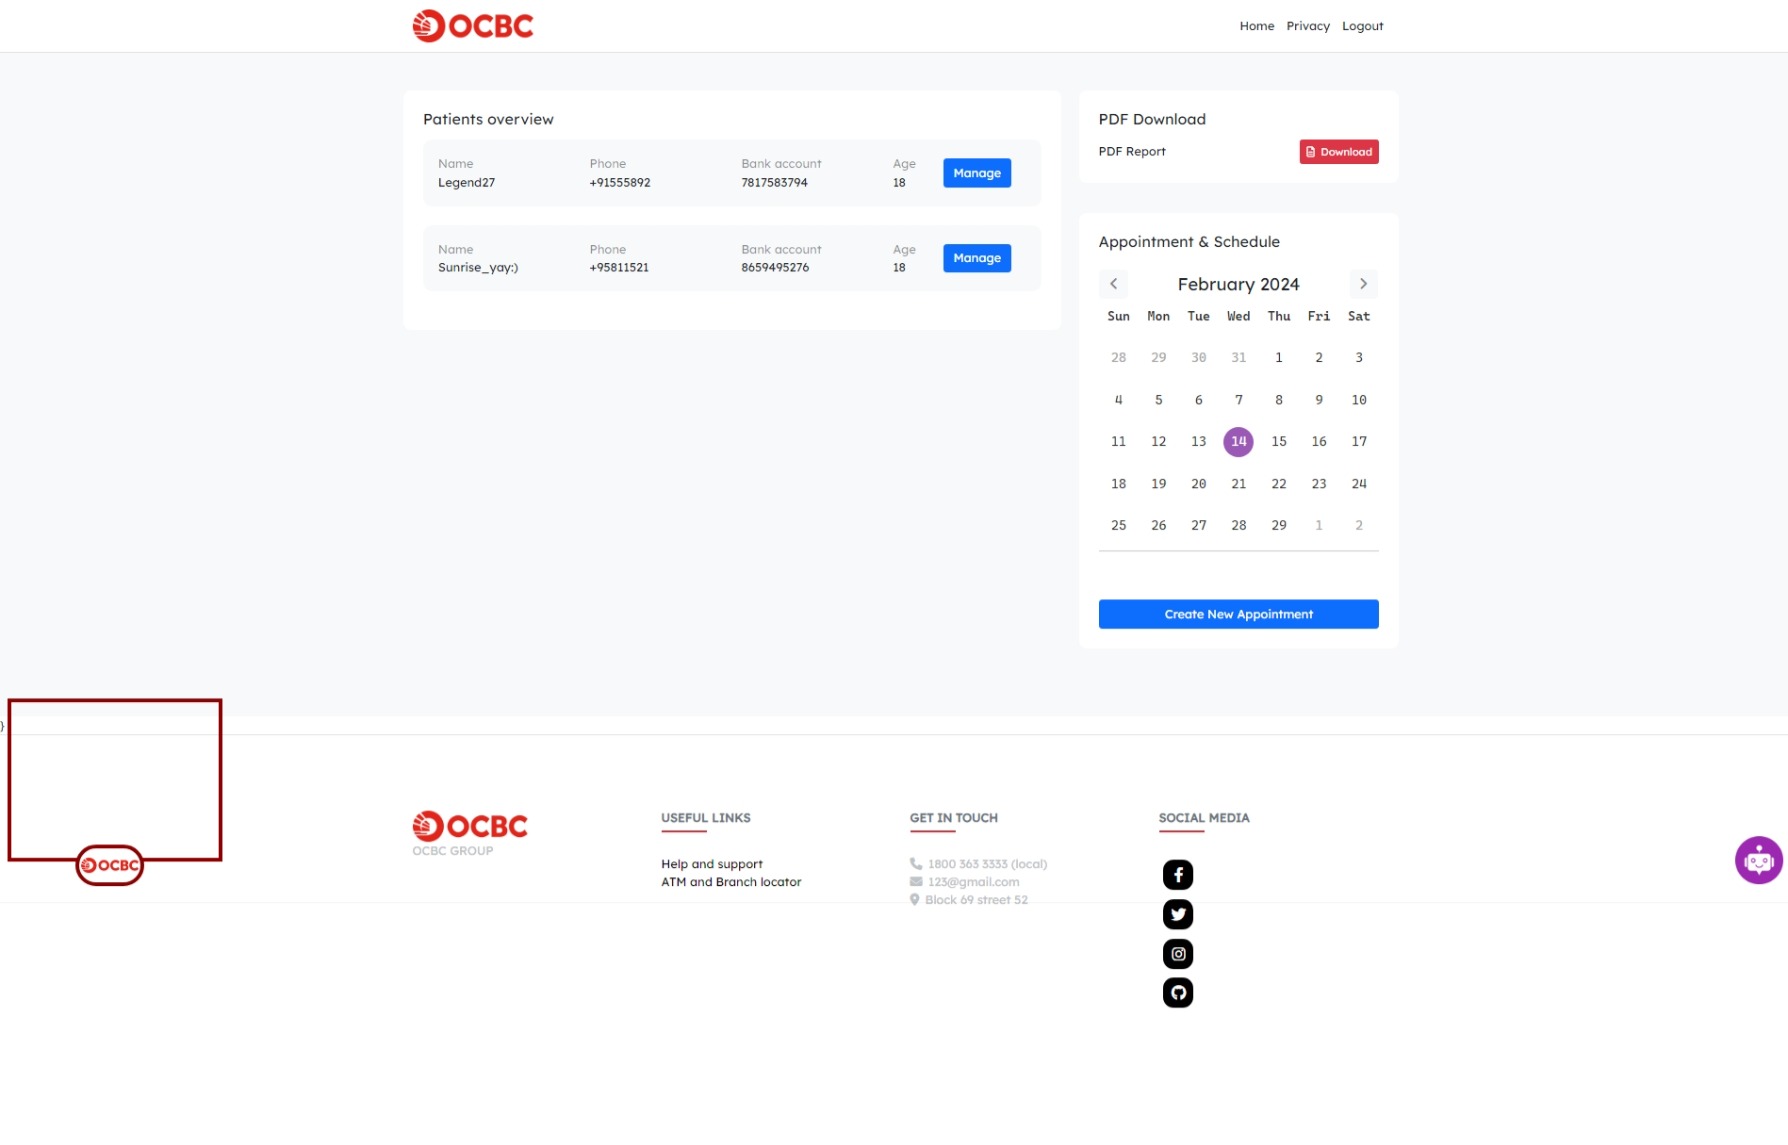 OCBC
Home Privacy Logout
Patients overview
Name Phone Bank account Age
Legend27 +91555892 7817583794 18 Manage
Name Phone Bank account Age
Sunrise_yay:) +95811521 8659495276 18 Manage
PDF Download
PDF Report Download
Appointment & Schedule
February 2024
Sun Mon Tue Wed Thu Fri Sat
28 29 30 31 1 2 3
4 5 6 7 8 9 10
11 12 13 14 15 16 17
18 19 20 21 22 23 24
25 26 27 28 29 1 2
Create New Appointment
}
OCBC
OCBC
OCBC GROUP
USEFUL LINKS
Help and support
ATM and Branch locator
GET IN TOUCH
1800 363 3333 (local)
123@gmail.com
Block 69 street 52
SOCIAL MEDIA